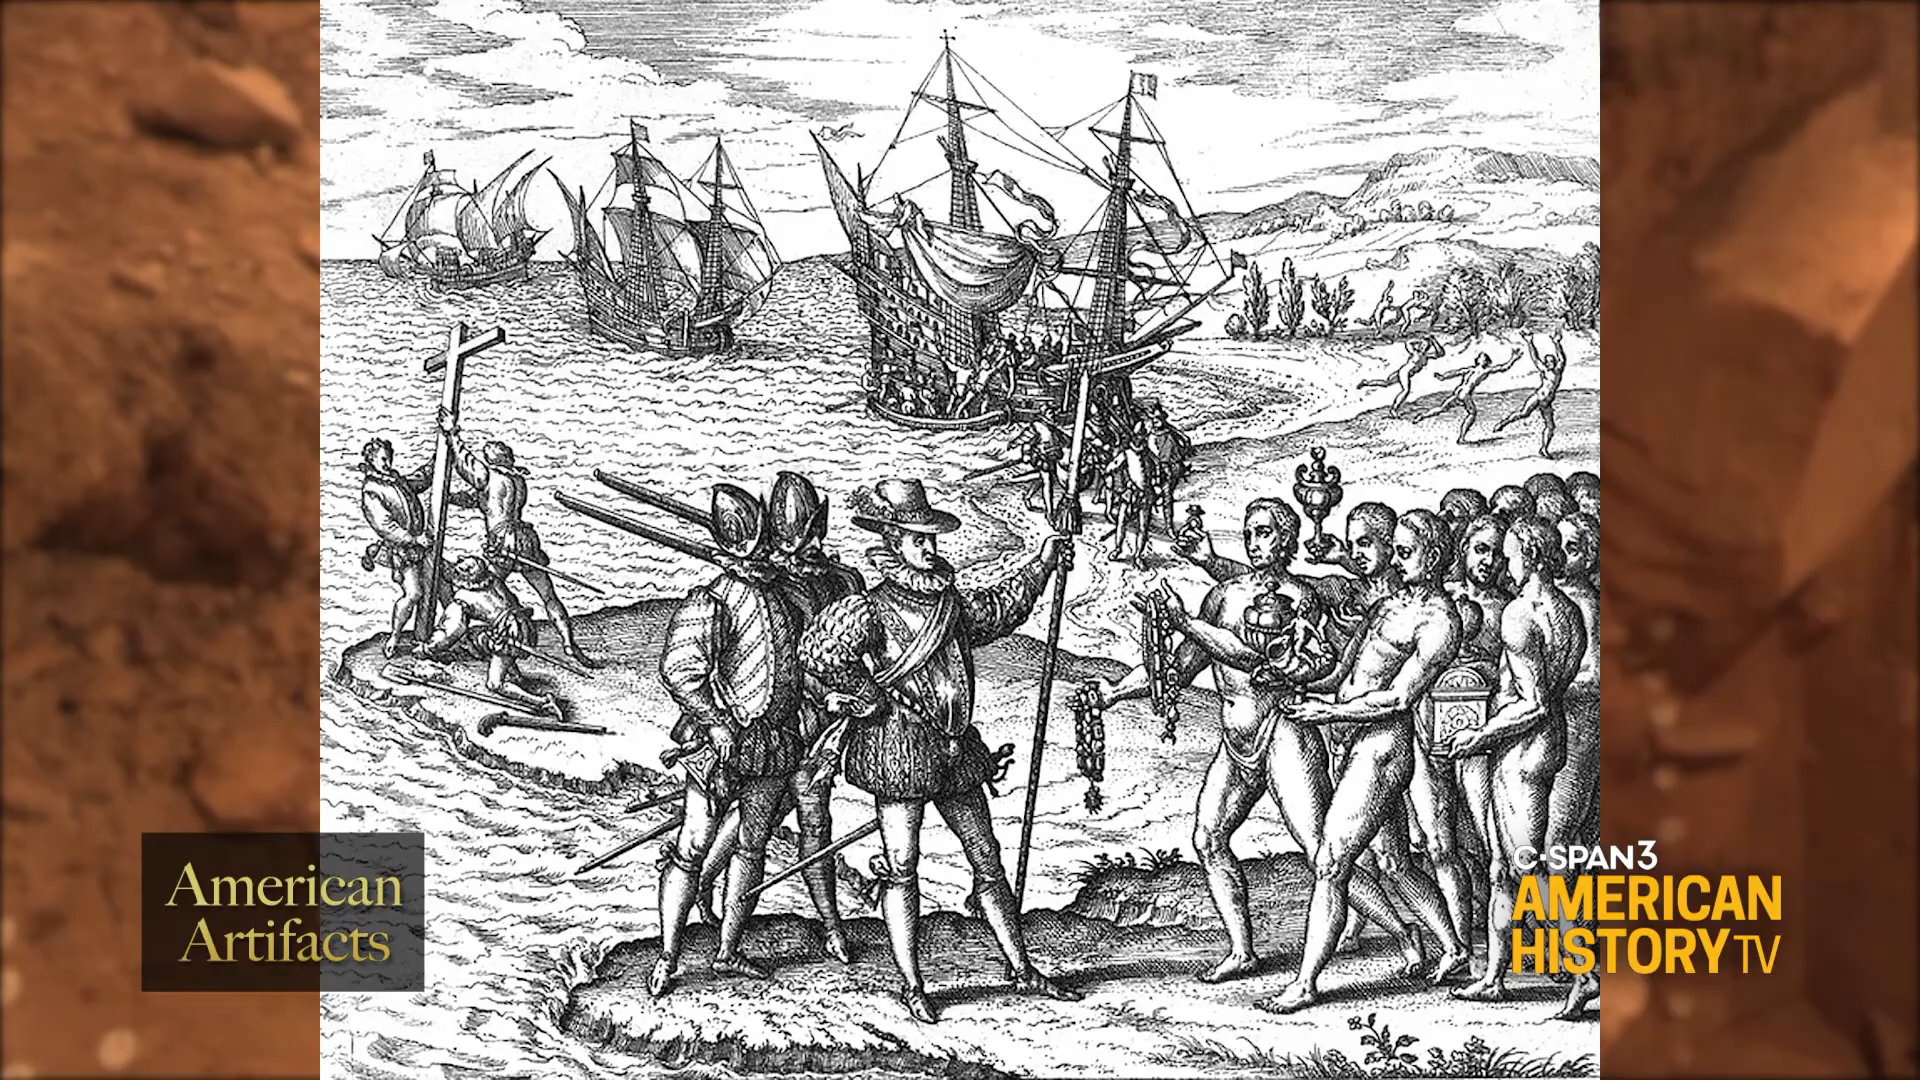 American
Artifacts
C-SPAN3
AMERICAN
HISTORY TV